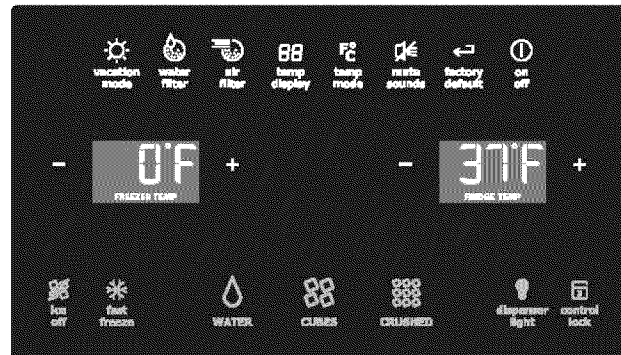 88 F°C
vacation mode
water filter
air filter
temp display
temp mode
mute sounds
factory default
on off
- 0°F +
FREEZER TEMP
- 37°F +
FRIDGE TEMP
ice off
fast freeze
WATER
CUBES
CRUSHED
dispenser light
control lock